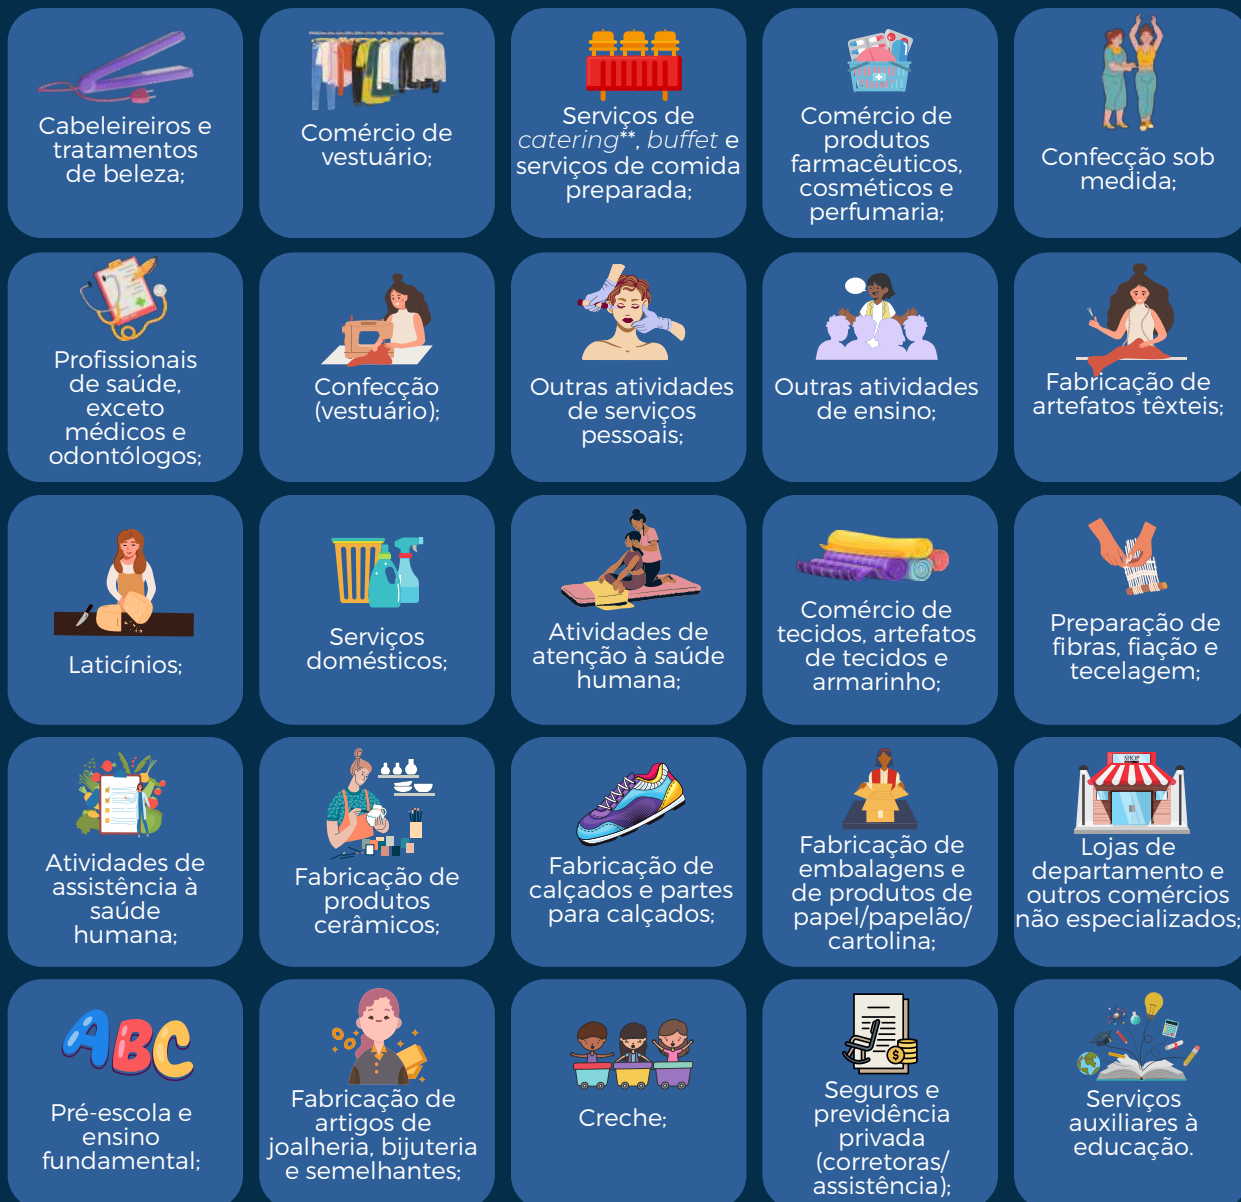 Cabeleireiros e
tratamentos
de beleza;
Comércio de
vestuário;
Serviços de
catering**, buffet e
serviços de comida
preparada;
Comércio de
produtos
farmacêuticos,
cosméticos e
perfumaria;
Confecção sob
medida;
Profissionais
de saúde,
exceto
médicos e
odontólogos;
Confecção
(vestuário);
Outras atividades
de serviços
pessoais;
Outras atividades
de ensino;
Fabricação de
artefatos têxteis;
Laticínios;
Serviços
domésticos;
Atividades de
atenção à saúde
humana;
Comércio de
tecidos, artefatos
de tecidos e
armarinho;
Preparação de
fibras, fiação e
tecelagem;
Atividades de
assistência à
saúde
humana;
Fabricação de
produtos
cerâmicos;
Fabricação de
calçados e partes
para calçados;
Fabricação de
embalagens e
de produtos de
papel/papelão/
cartolina;
SHOP
Lojas de
departamento e
outros comércios
não especializados;
ABC
Pré-escola e
ensino
fundamental;
Fabricação de
artigos de
joalheria, bijuteria
e semelhantes;
Creche;
$
Seguros e
previdência
privada
(corretoras/
assistência);
Serviços
auxiliares à
educação.